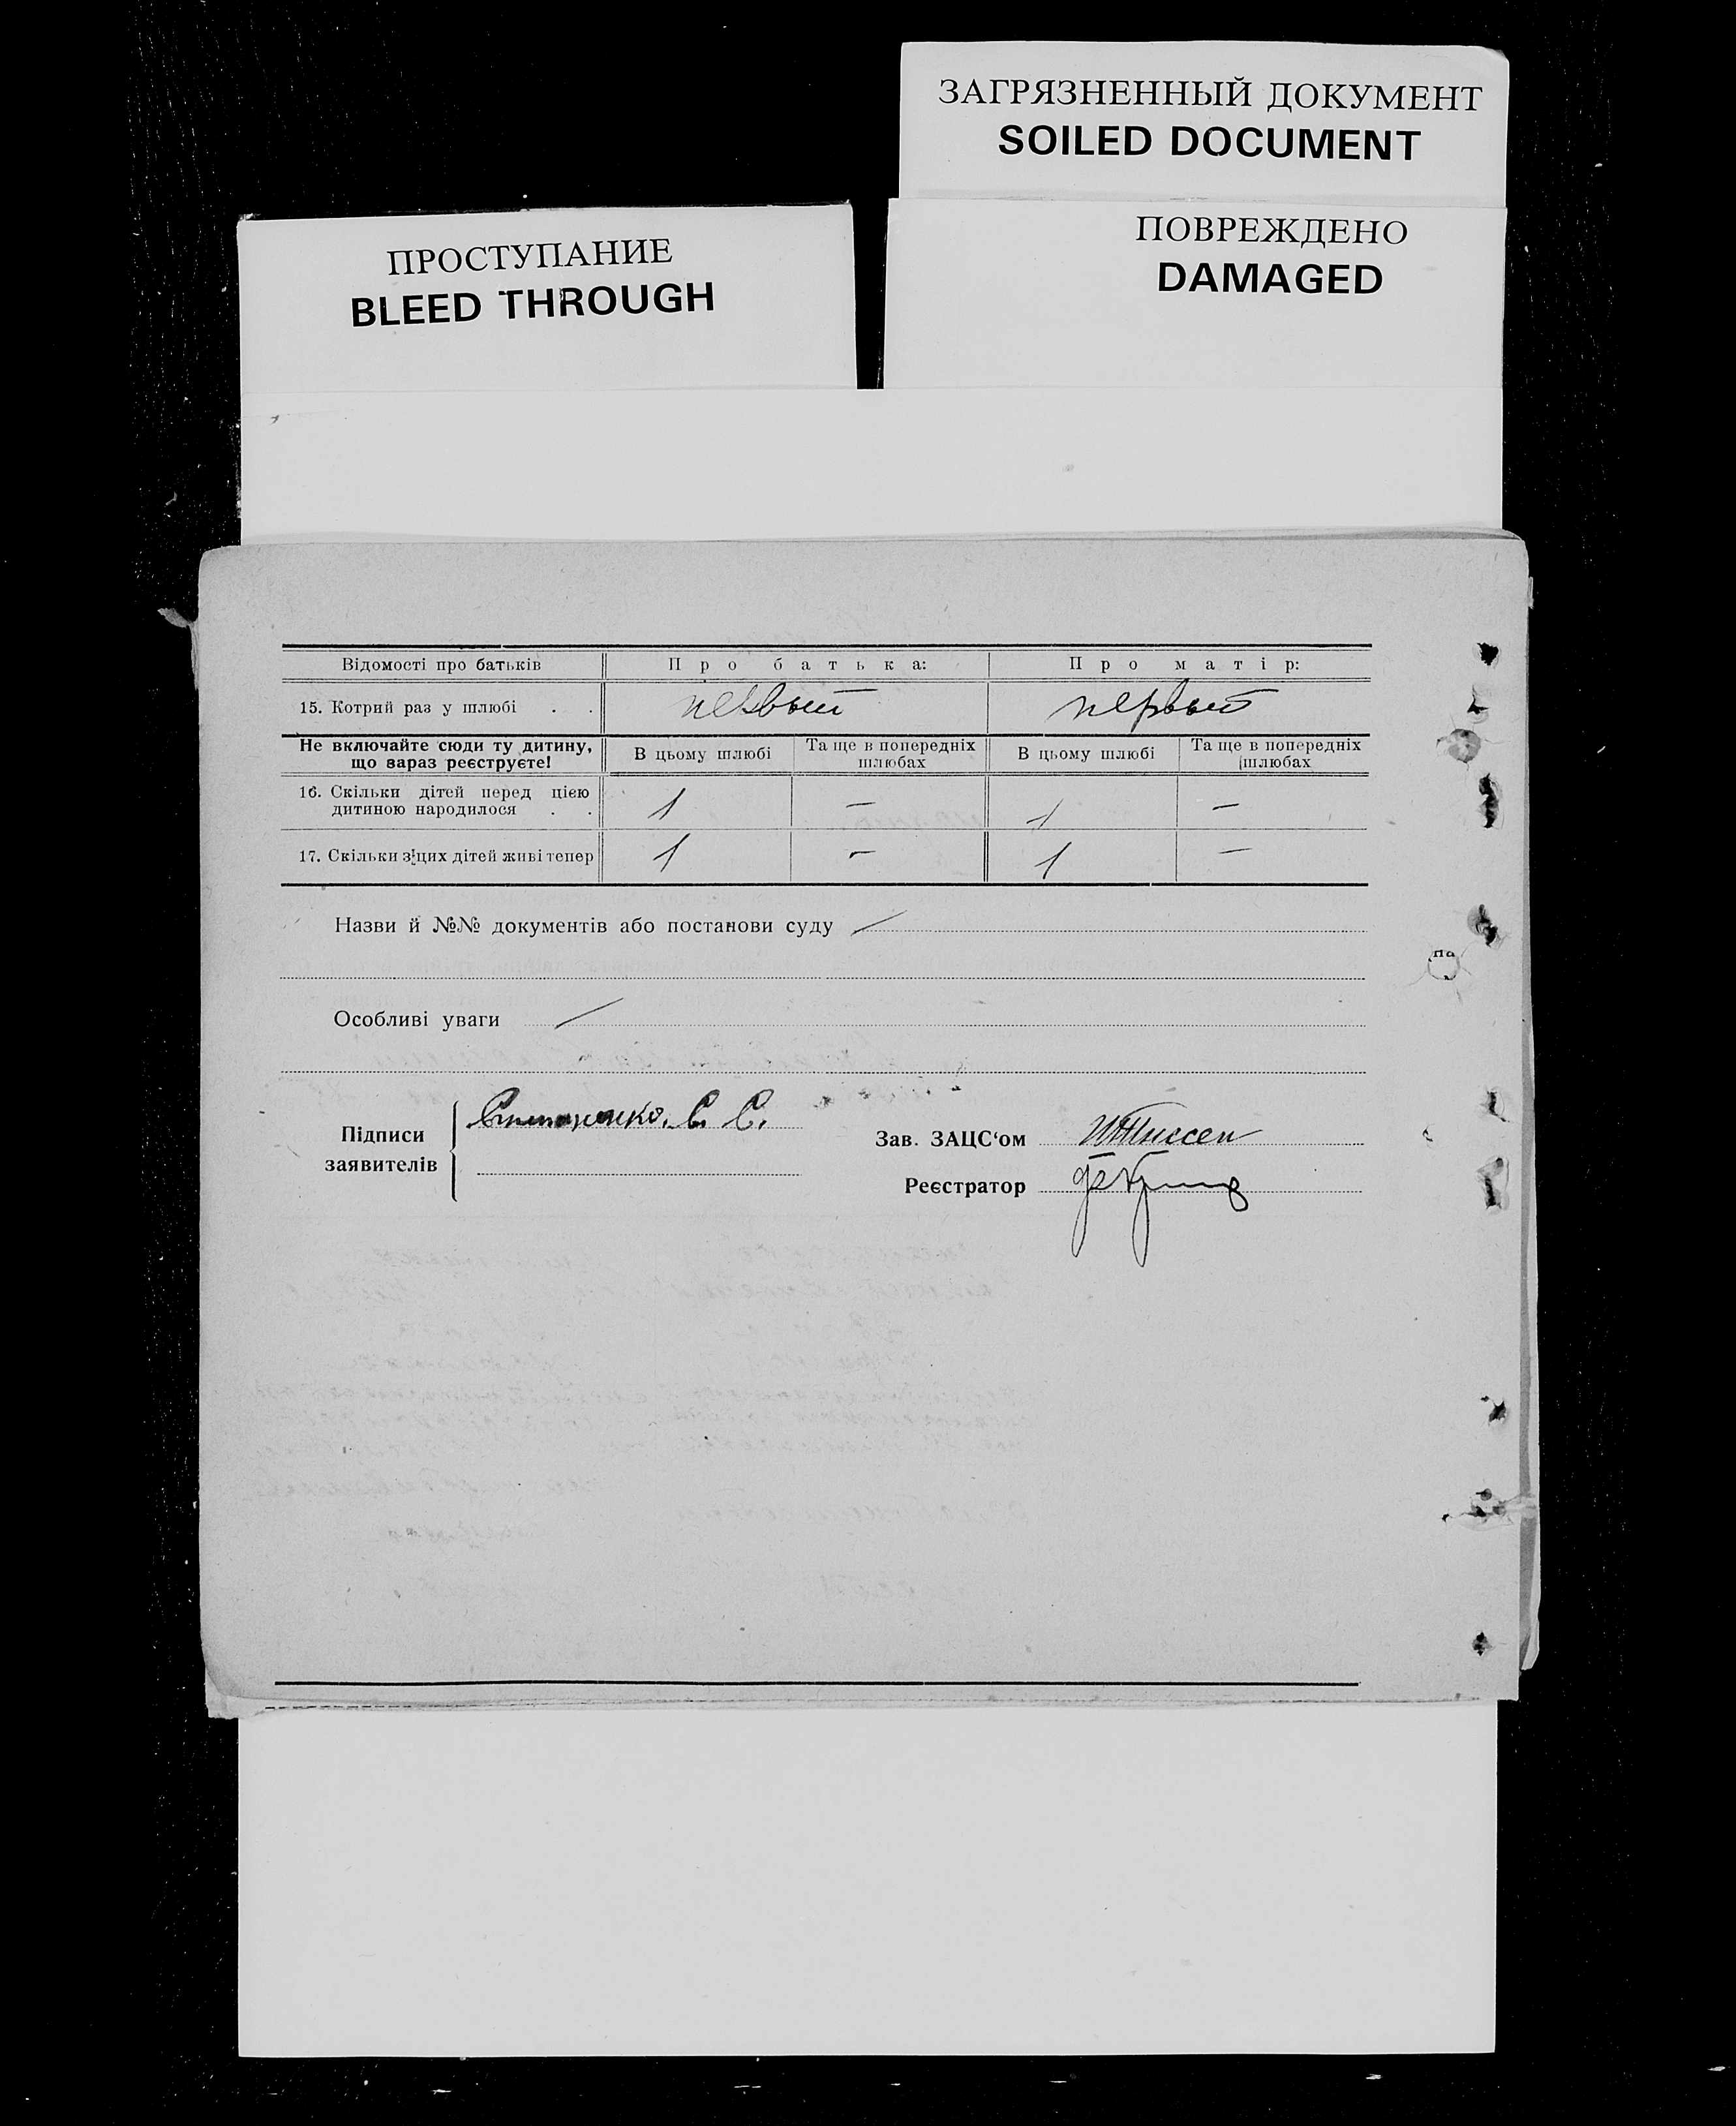 ЗАГРЯЗНЕННЫЙ ДОКУМЕНТ
SOILED DOCUMENT
ПОВРЕЖДЕНО
DAMAGED
ПРОСТУПАНИЕ
BLEED THROUGH
Відомості про батьків Про батька: Про матір:
15. Котрий раз у шлюбі . . первый первый
Не включайте сюди ту дитину, що вараз реєструєте! В цьому шлюбі Та ще в попередніх шлюбах В цьому шлюбі Та ще в попередніх шлюбах
16. Скільки дітей перед цією дитиною народилося . . 1 — 1 —
17. Скільки з цих дітей живі тепер 1 — 1 —
Назви й №№ документів або постанови суду /
Особливі уваги /
Підписи заявителів С. С.
Зав. ЗАЦС‘ом ИТиссен
Реєстратор
на